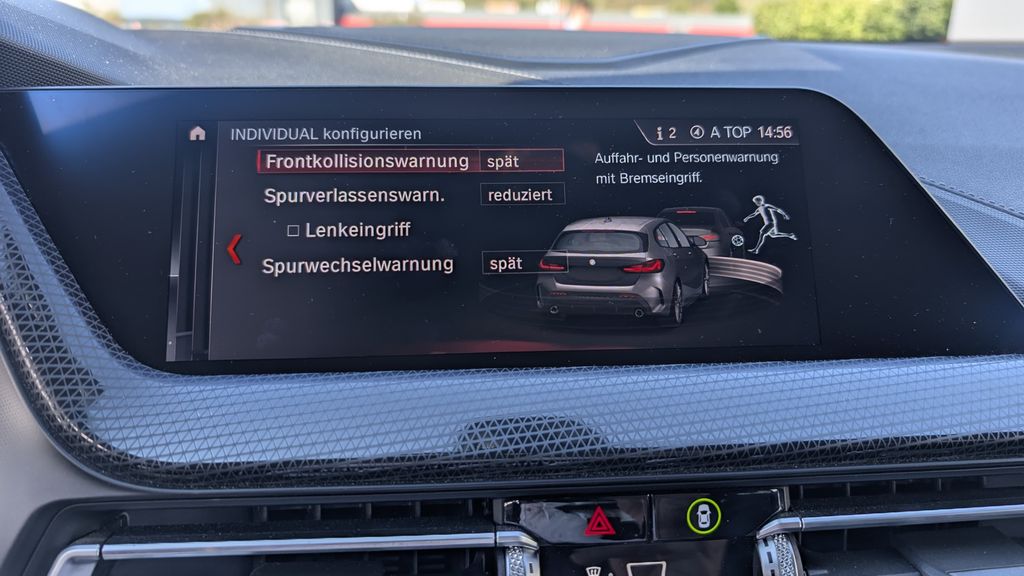 INDIVIDUAL konfigurieren
i 2 A TOP 14:56
Frontkollisionswarnung spät
Spurverlassenswarn. reduziert
Lenkeingriff
Spurwechselwarnung spät
Auffahr- und Personenwarnung
mit Bremseingriff.